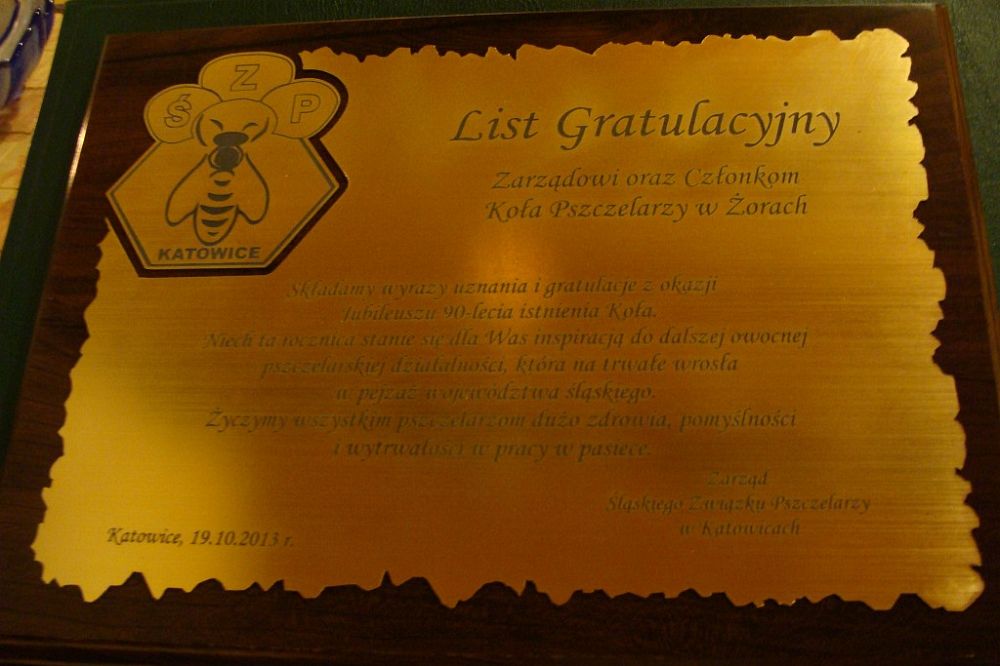 Ś Z P
KATOWICE
List Gratulacyjny
Zarządowi oraz Członkom
Koła Pszczelarzy w Żorach
Składamy wyrazy uznania i gratulacje z okazji
Jubileuszu 90-lecia istnienia Koła.
Niech ta rocznica stanie się dla Was inspiracją do dalszej owocnej
pszczelarskiej działalności, która na trwałe wrosła
w pejzaż województwa śląskiego.
Życzymy wszystkim pszczelarzom dużo zdrowia, pomyślności
i wytrwałości w pracy w pasiece.
Zarząd
Śląskiego Związku Pszczelarzy
w Katowicach
Katowice, 19.10.2013 r.